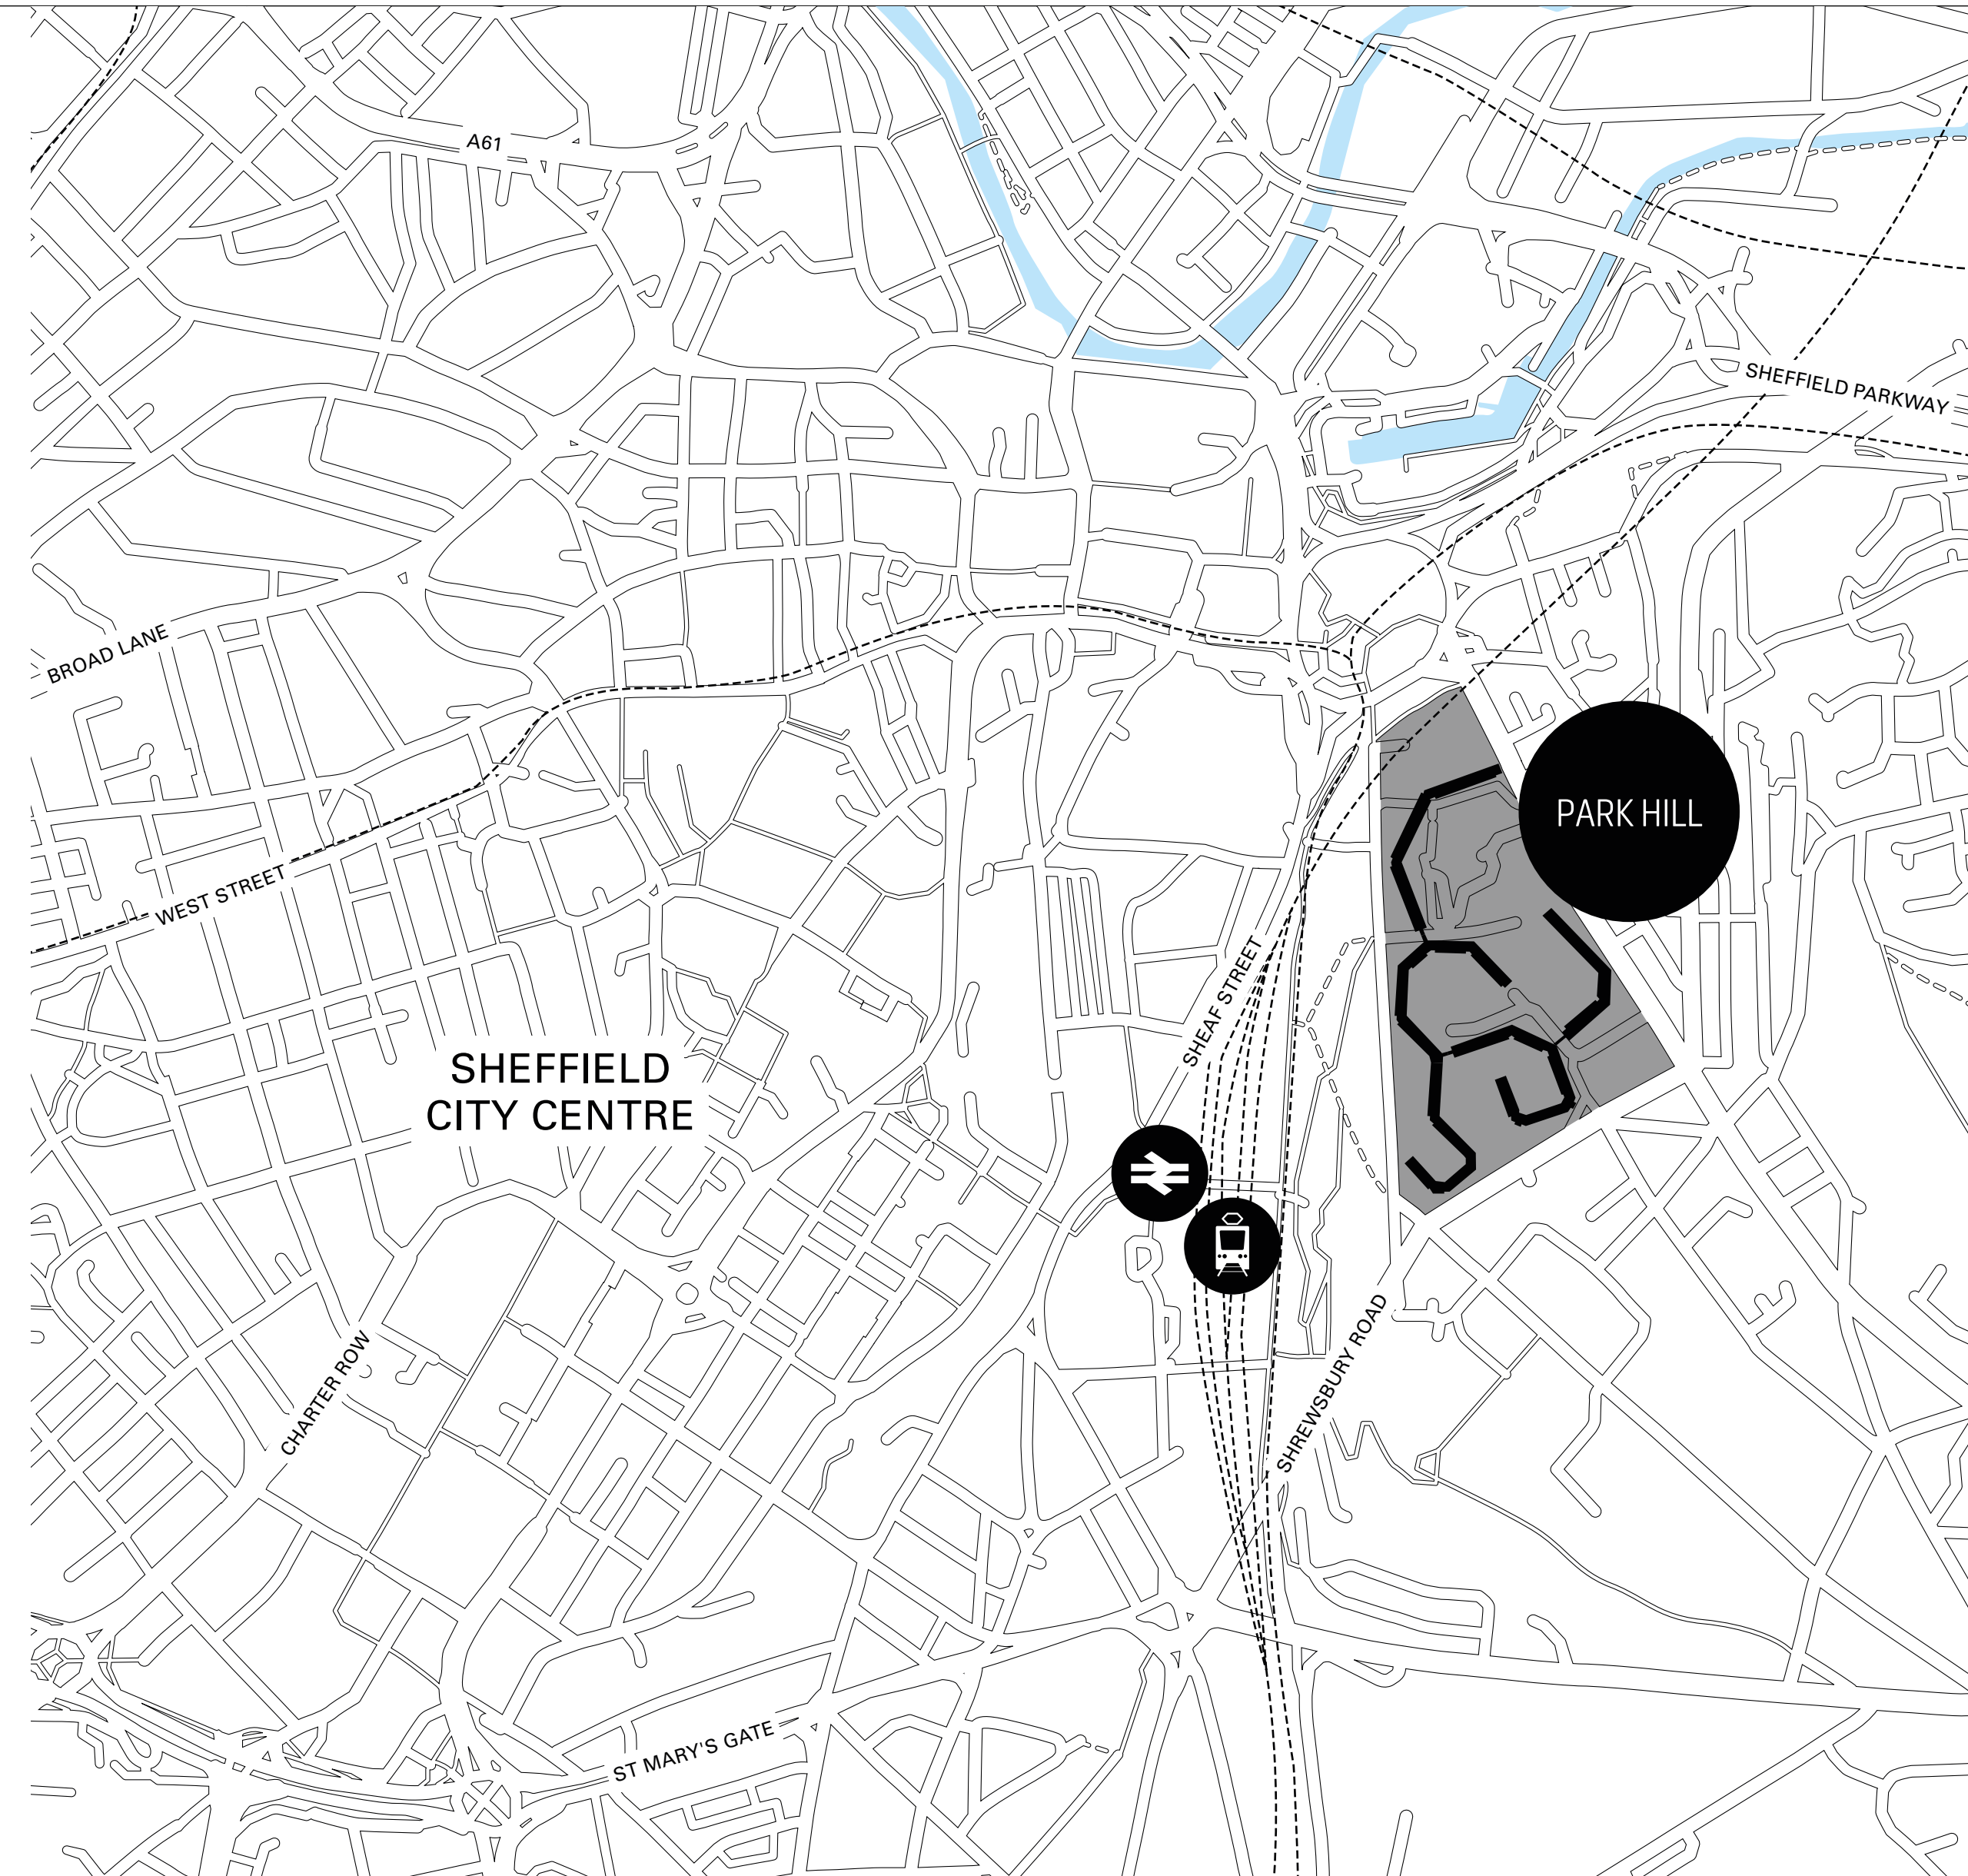 A61
SHEFFIELD PARKWAY
BROAD LANE
PARK HILL
WEST STREET
SHEAF STREET
SHEFFIELD
CITY CENTRE
CHARTER ROW
SHREWSBURY ROAD
ST MARY'S GATE